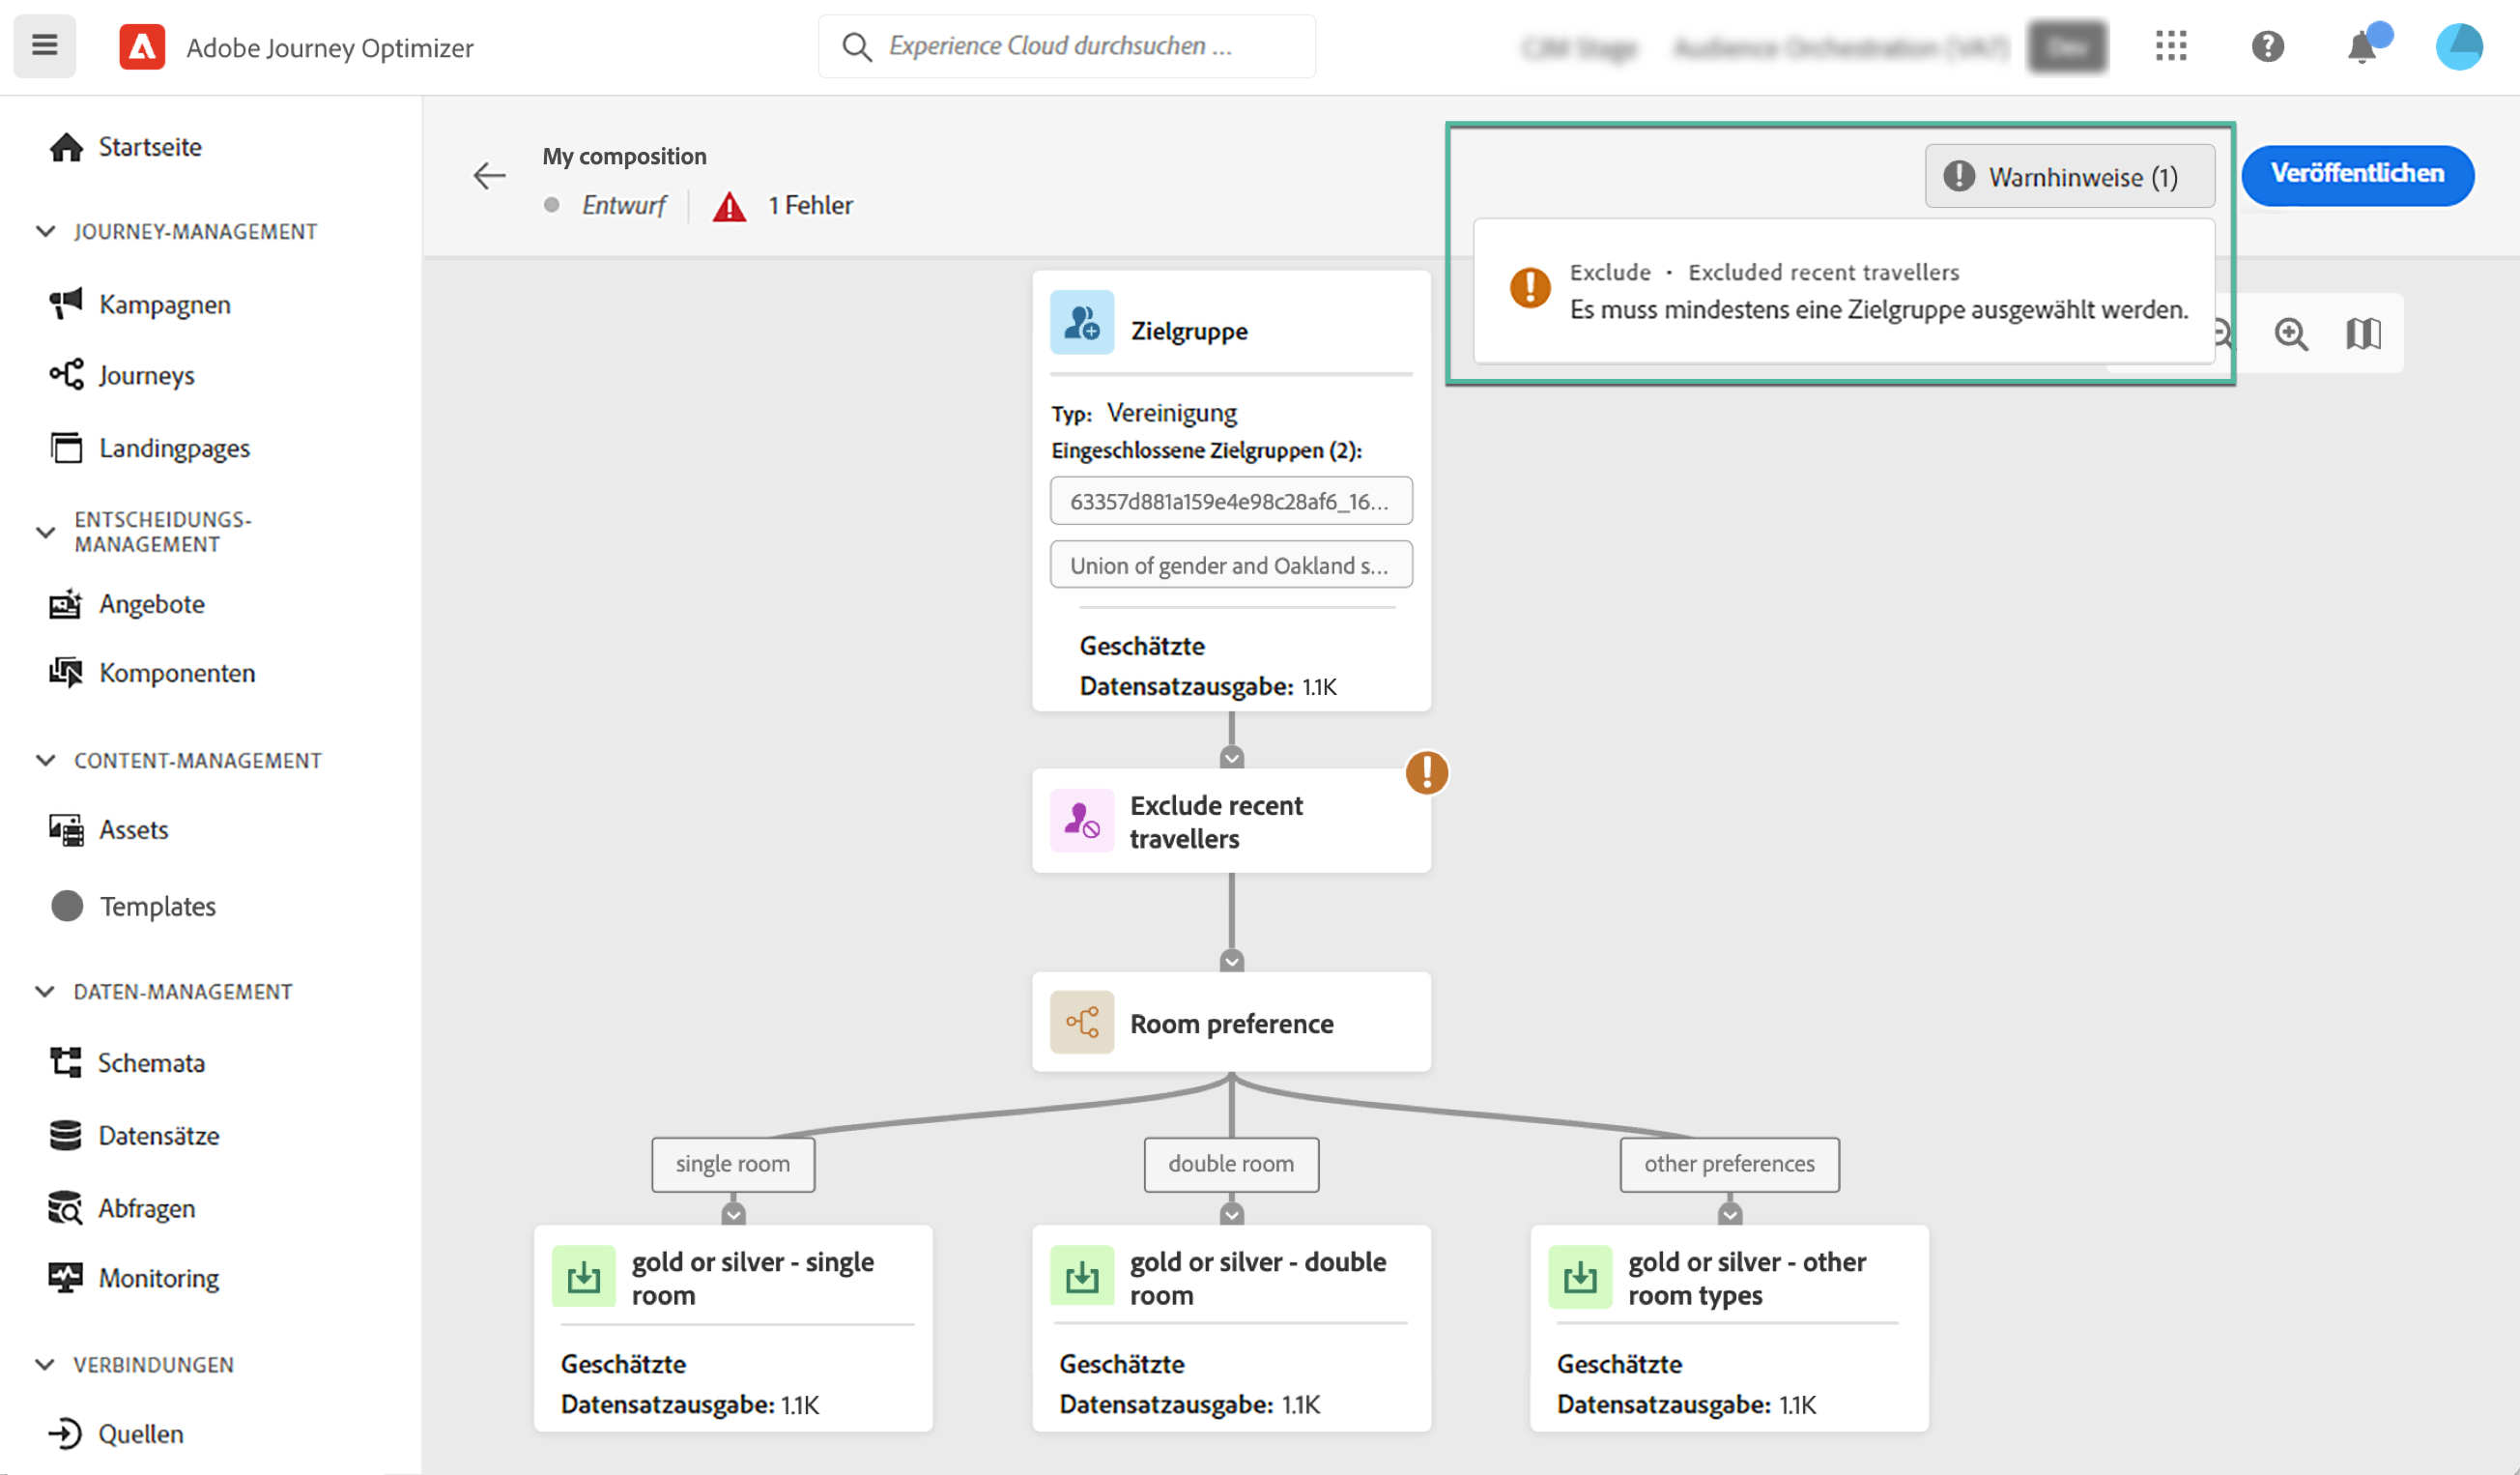 Adobe Journey Optimizer
Experience Cloud durchsuchen ...
Startseite
JOURNEY-MANAGEMENT
Kampagnen
Journeys
Landingpages
ENTSCHEIDUNGS-
MANAGEMENT
Angebote
Komponenten
CONTENT-MANAGEMENT
Assets
Templates
DATEN-MANAGEMENT
Schemata
Datensätze
Abfragen
Monitoring
VERBINDUNGEN
Quellen
My composition
Entwurf
1 Fehler
Warnhinweise (1)
Veröffentlichen
Exclude · Excluded recent travellers
Es muss mindestens eine Zielgruppe ausgewählt werden.
Zielgruppe
Typ: Vereinigung
Eingeschlossene Zielgruppen (2):
63357d881a159e4e98c28af6_16...
Union of gender and Oakland s...
Geschätzte
Datensatzausgabe: 1.1K
Exclude recent
travellers
Room preference
single room
double room
other preferences
gold or silver - single
room
Geschätzte
Datensatzausgabe: 1.1K
gold or silver - double
room
Geschätzte
Datensatzausgabe: 1.1K
gold or silver - other
room types
Geschätzte
Datensatzausgabe: 1.1K